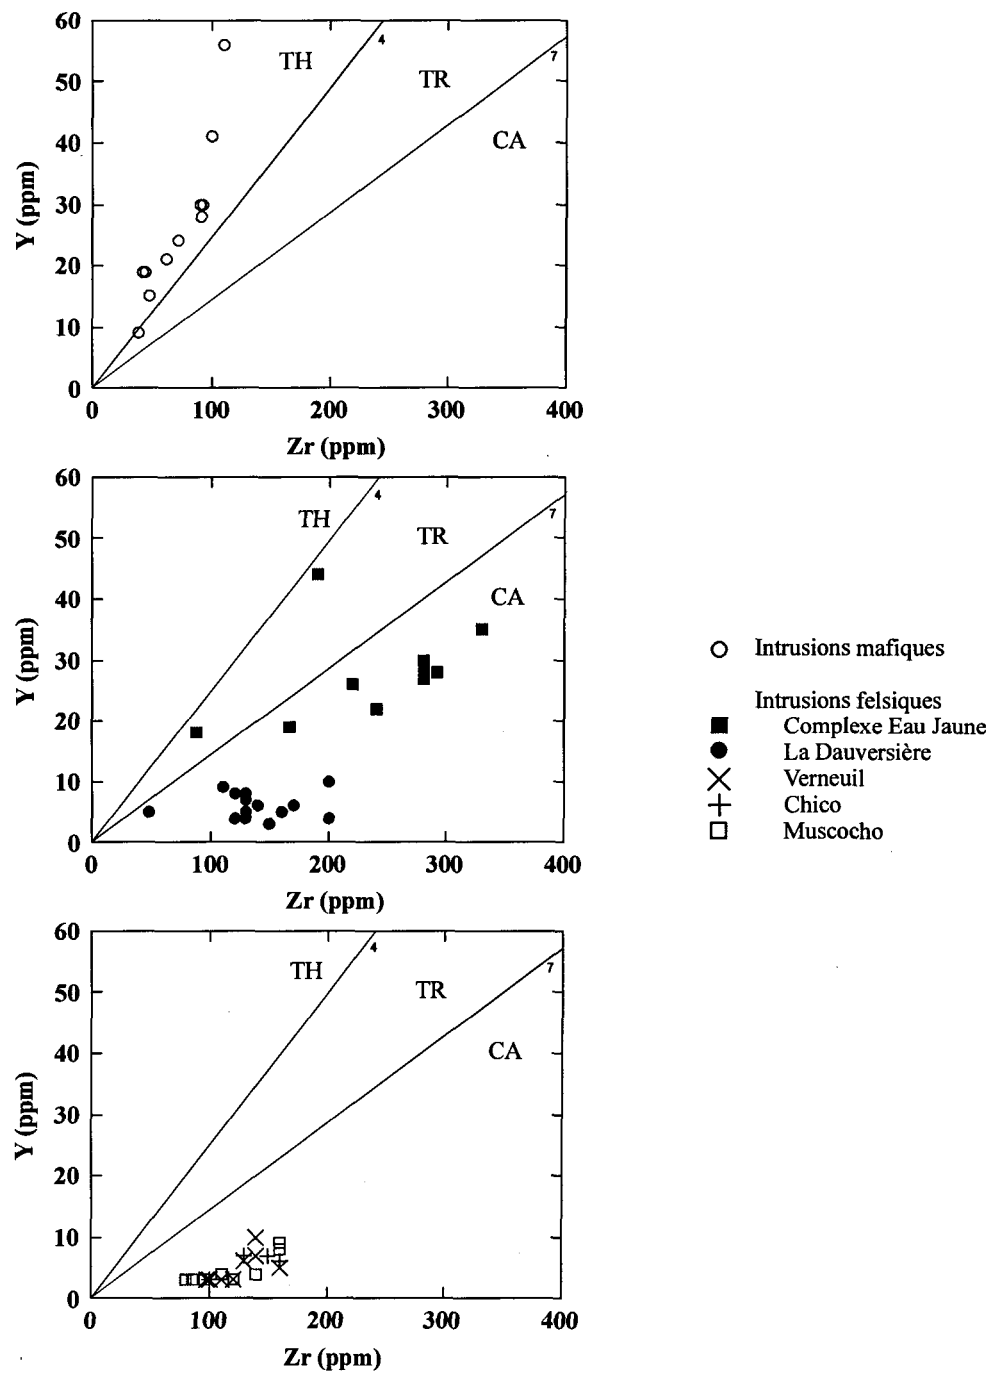 60
50
40
30
20
10
0
Y (ppm)
TH
4
TR
7
CA
0 100 200 300 400
Zr (ppm)
60
50
40
30
20
10
0
Y (ppm)
TH
4
TR
7
CA
0 100 200 300 400
Zr (ppm)
Intrusions mafiques
Intrusions felsiques
Complexe Eau Jaune
La Dauversière
Verneuil
Chico
Muscocho
60
50
40
30
20
10
0
Y (ppm)
TH
4
TR
7
CA
0 100 200 300 400
Zr (ppm)